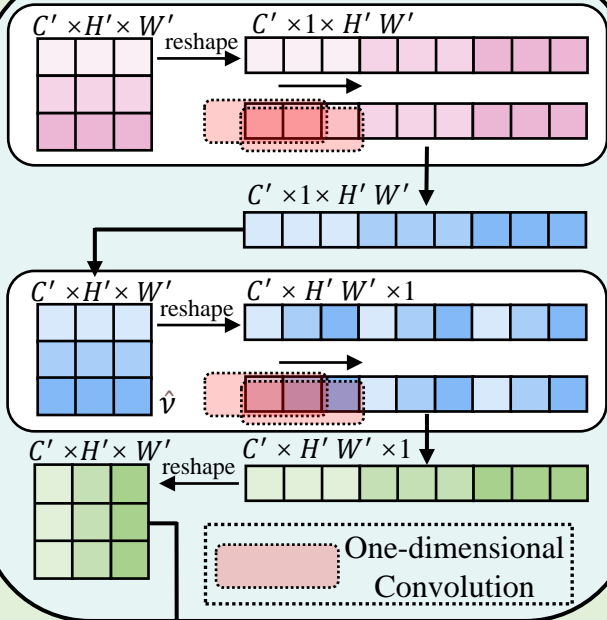 C′ ×H′× W′ reshape C′ ×1× H′ W′
C′ ×1× H′ W′
C′ ×H′× W′ reshape C′ × H′ W′ ×1
v̂
C′ ×H′× W′ reshape C′ × H′ W′ ×1
One-dimensional
Convolution